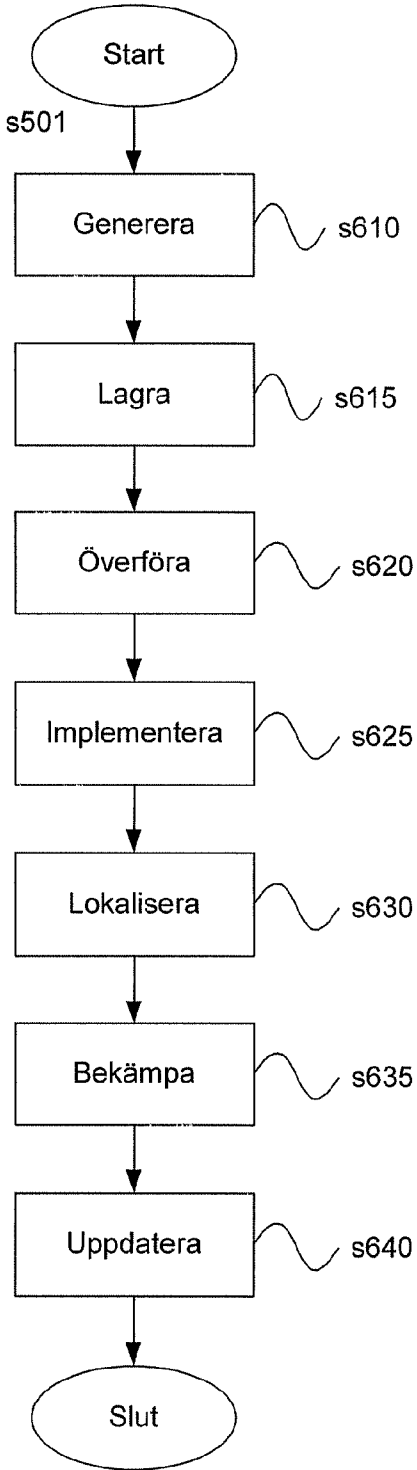 Start
s501
Generera
s610
Lagra
s615
Överföra
s620
Implementera
s625
Lokalisera
s630
Bekämpa
s635
Uppdatera
s640
Slut